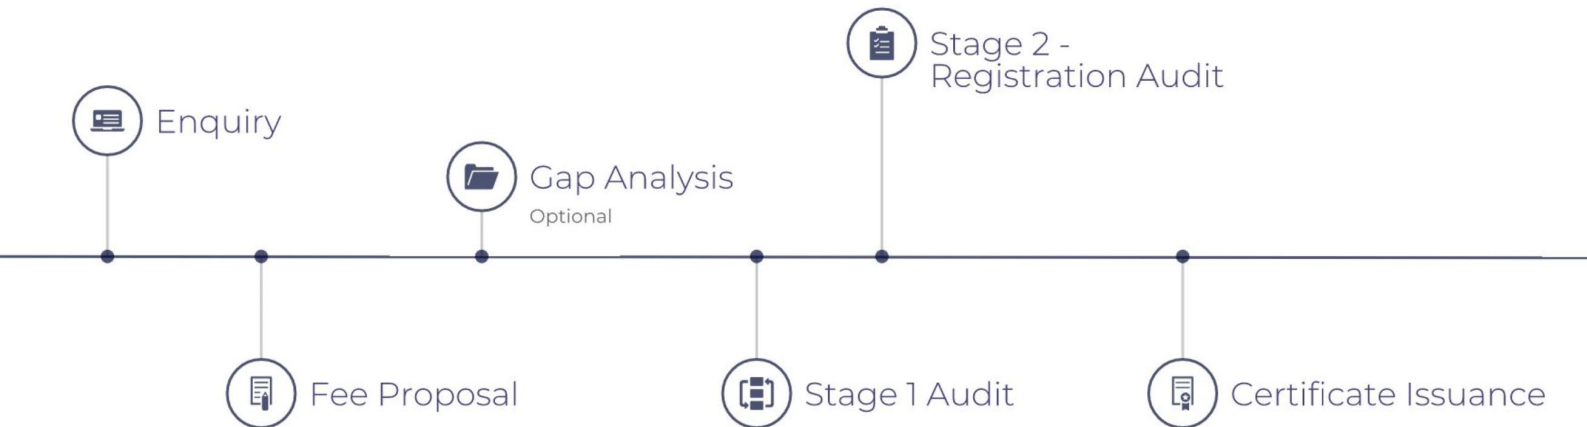 Enquiry
Fee Proposal
Gap Analysis
Optional
Stage 1 Audit
Stage 2 -
Registration Audit
Certificate Issuance